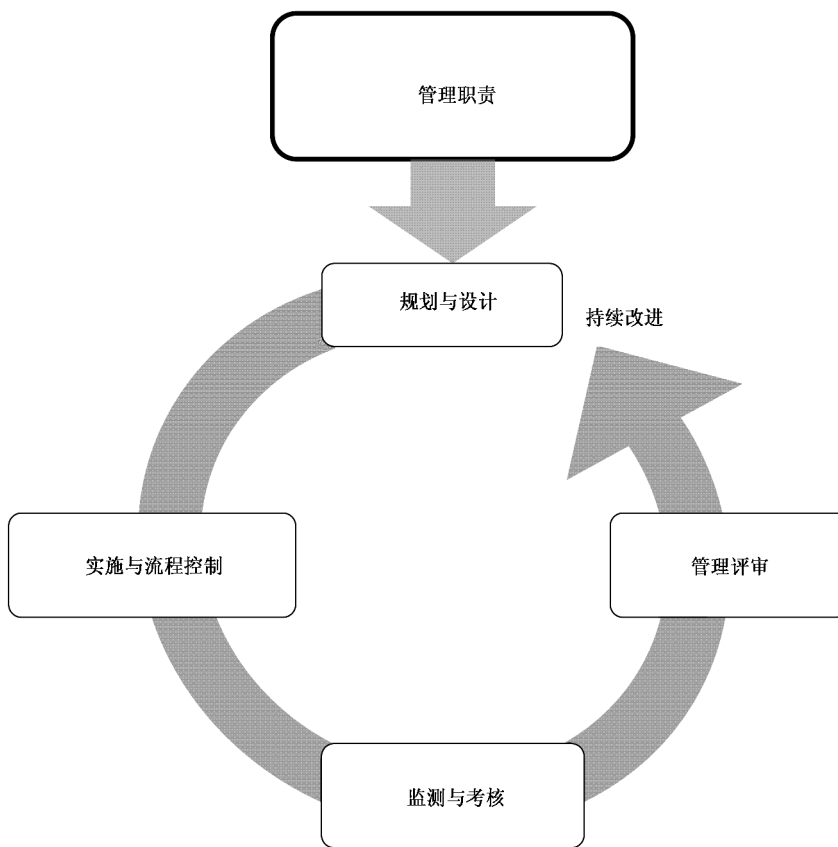 管理职责
规划与设计
持续改进
实施与流程控制
管理评审
监测与考核